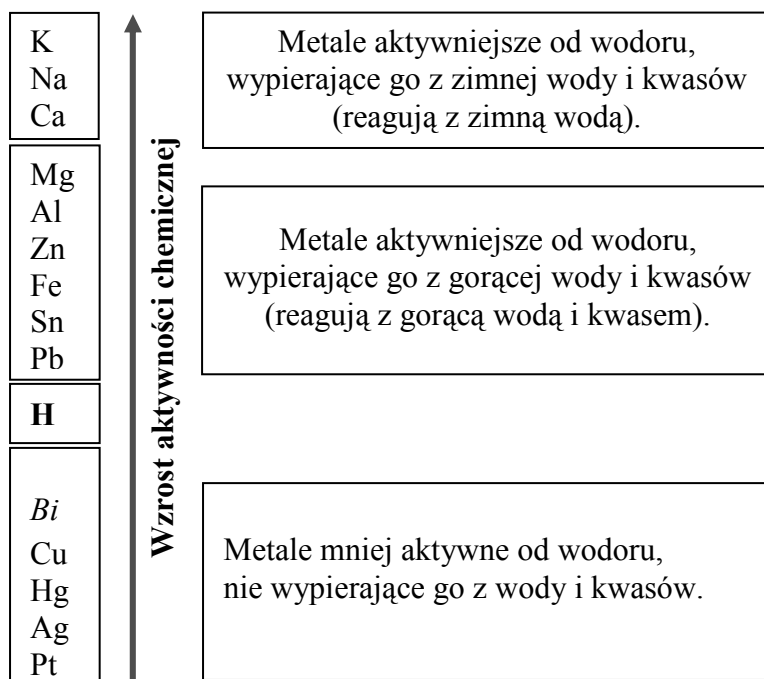 K
Na
Ca
Mg
Al
Zn
Fe
Sn
Pb
H
Bi
Cu
Hg
Ag
Pt
Wzrost aktywności chemicznej
Metale aktywniejsze od wodoru,
wypierające go z zimnej wody i kwasów
(reagują z zimną wodą).
Metale aktywniejsze od wodoru,
wypierające go z gorącej wody i kwasów
(reagują z gorącą wodą i kwasem).
Metale mniej aktywne od wodoru,
nie wypierające go z wody i kwasów.